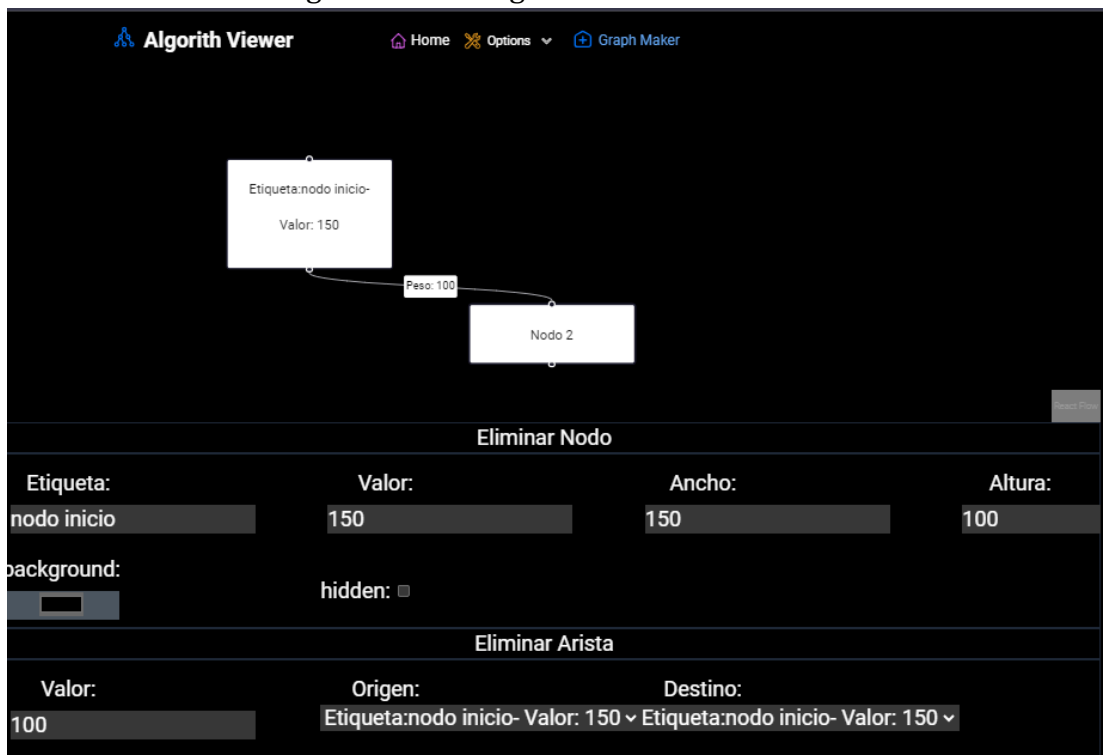 Algorith Viewer
Home Options Graph Maker
Etiqueta:nodo inicio-
Valor: 150
Peso: 100
Nodo 2
React Flow
Eliminar Nodo
Etiqueta: Valor: Ancho: Altura:
nodo inicio 150 150 100
background:
hidden:
Eliminar Arista
Valor: Origen: Destino:
100 Etiqueta:nodo inicio- Valor: 150 Etiqueta:nodo inicio- Valor: 150